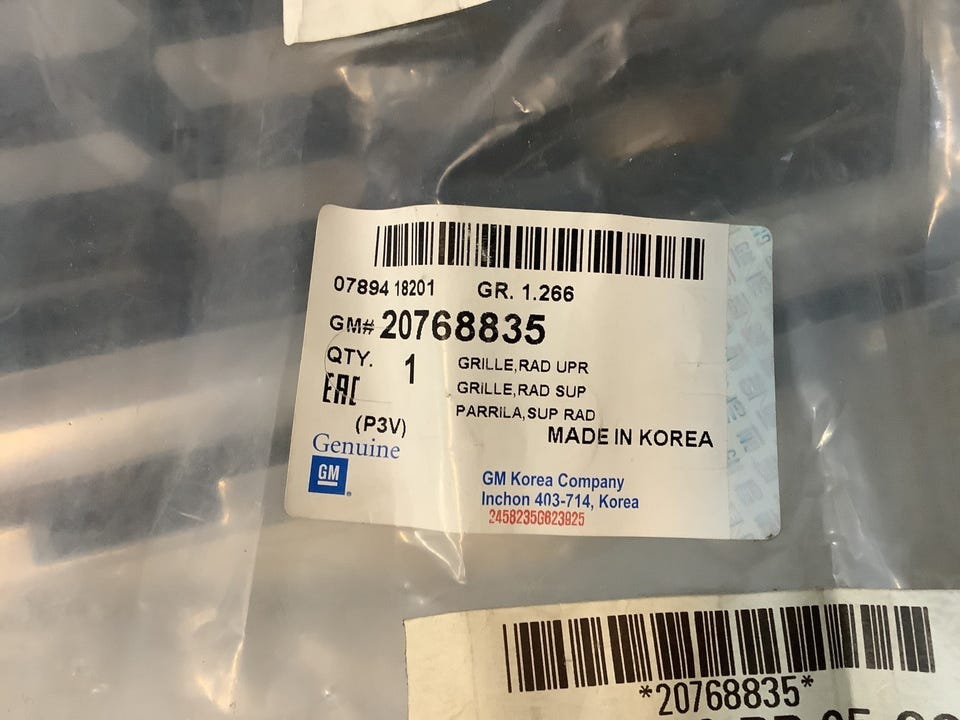 07894 18201 GR. 1.266
GM# 20768835
QTY. 1 GRILLE,RAD UPR
EAC GRILLE,RAD SUP
PARRILA,SUP RAD
(P3V) MADE IN KOREA
Genuine
GM
GM Korea Company
Inchon 403-714, Korea
2458235G623925
*20768835*